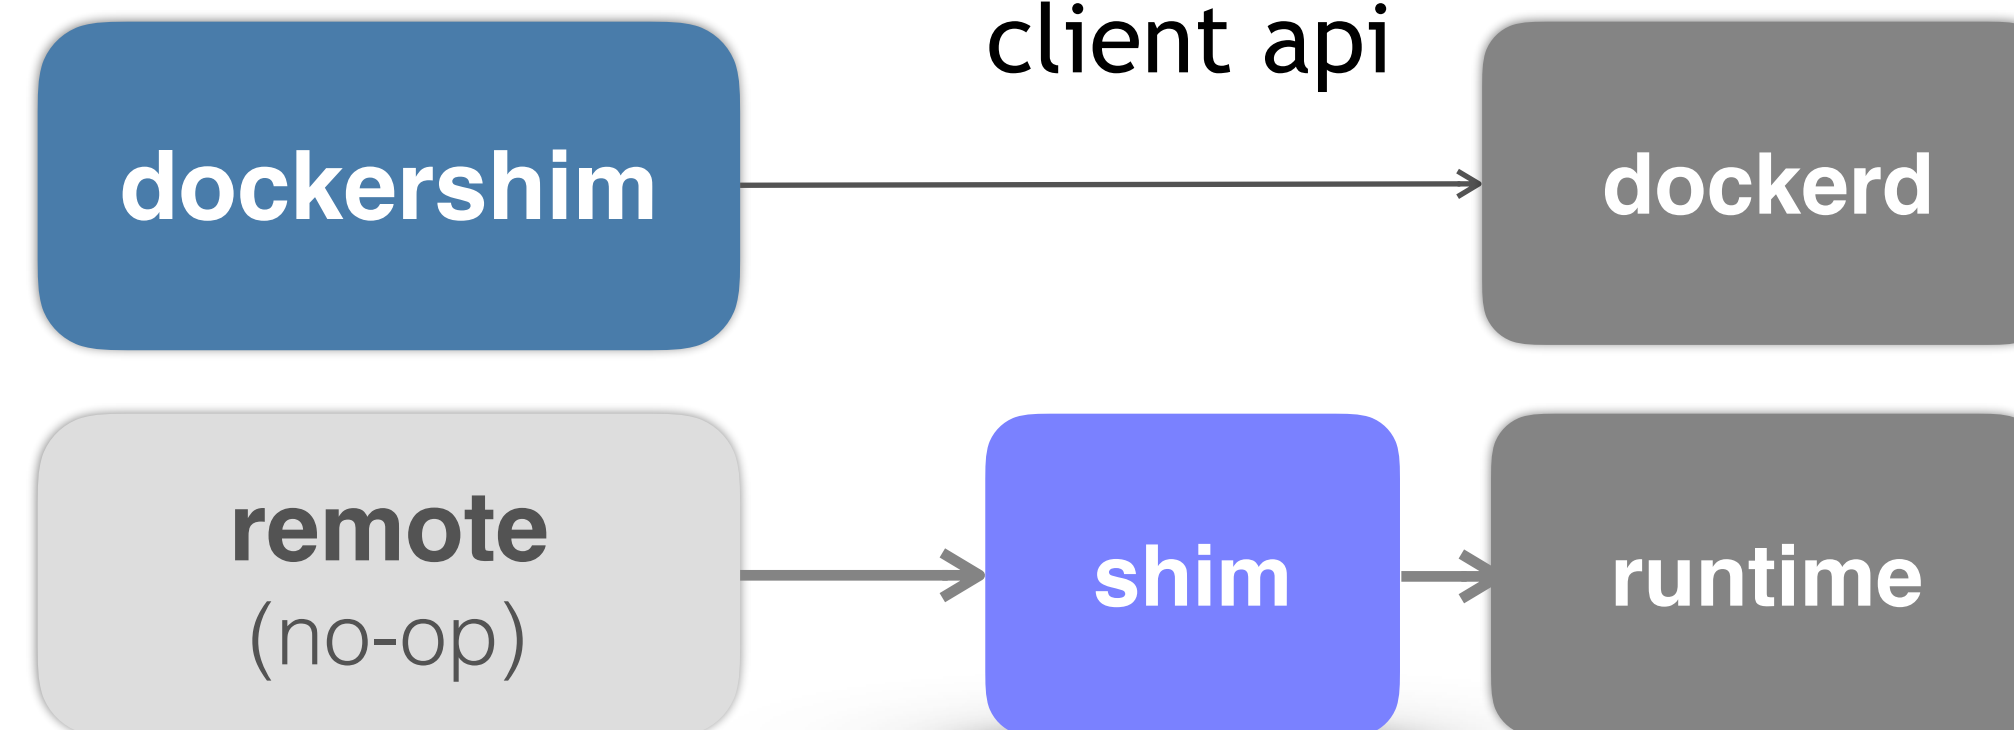 client api
dockershim
dockerd
remote
(no-op)
shim
runtime